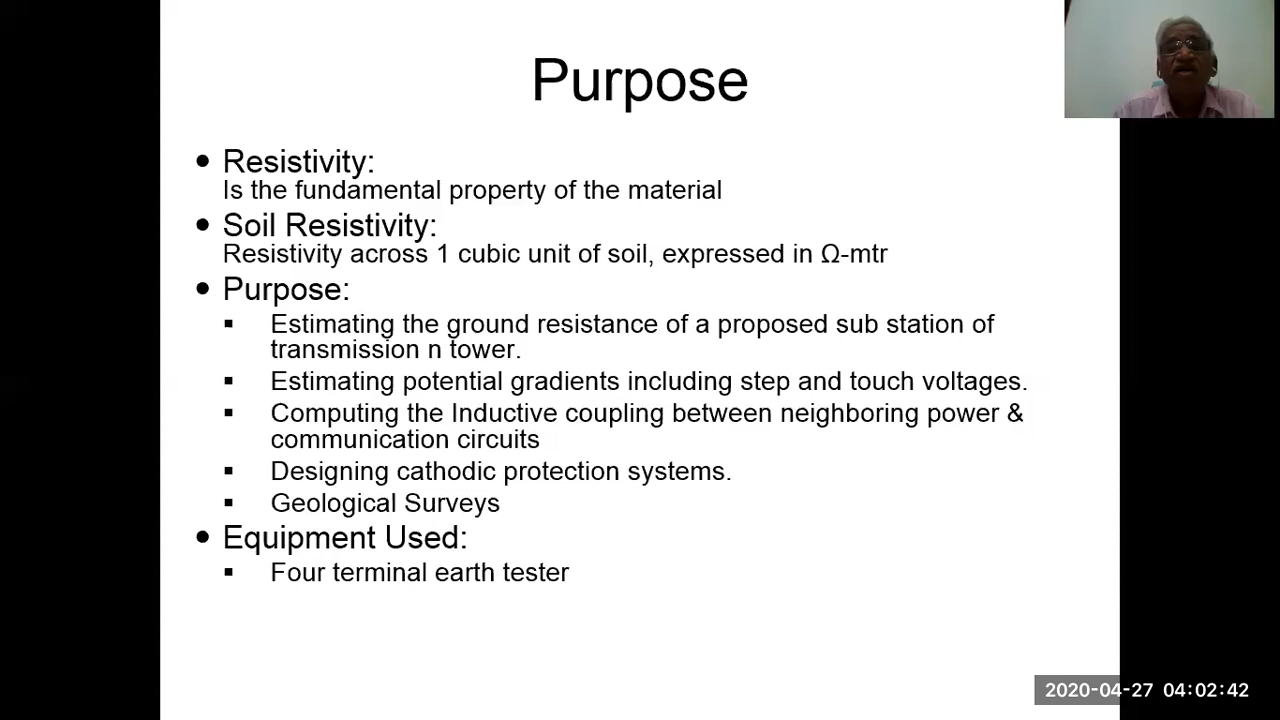 Purpose
• Resistivity:
Is the fundamental property of the material
• Soil Resistivity:
Resistivity across 1 cubic unit of soil, expressed in Ω-mtr
• Purpose:
▪ Estimating the ground resistance of a proposed sub station of
transmission n tower.
▪ Estimating potential gradients including step and touch voltages.
▪ Computing the Inductive coupling between neighboring power &
communication circuits
▪ Designing cathodic protection systems.
▪ Geological Surveys
• Equipment Used:
▪ Four terminal earth tester
2020-04-27 04:02:42